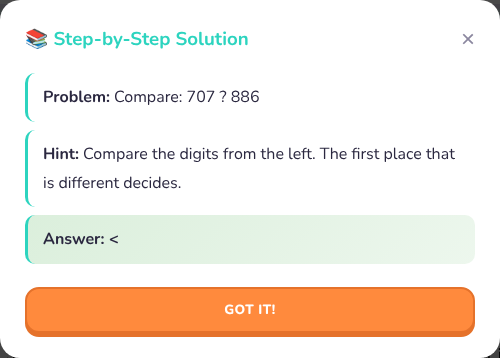 📚 Step-by-Step Solution ×
Problem: Compare: 707 ? 886
Hint: Compare the digits from the left. The first place that
is different decides.
Answer: <
GOT IT!